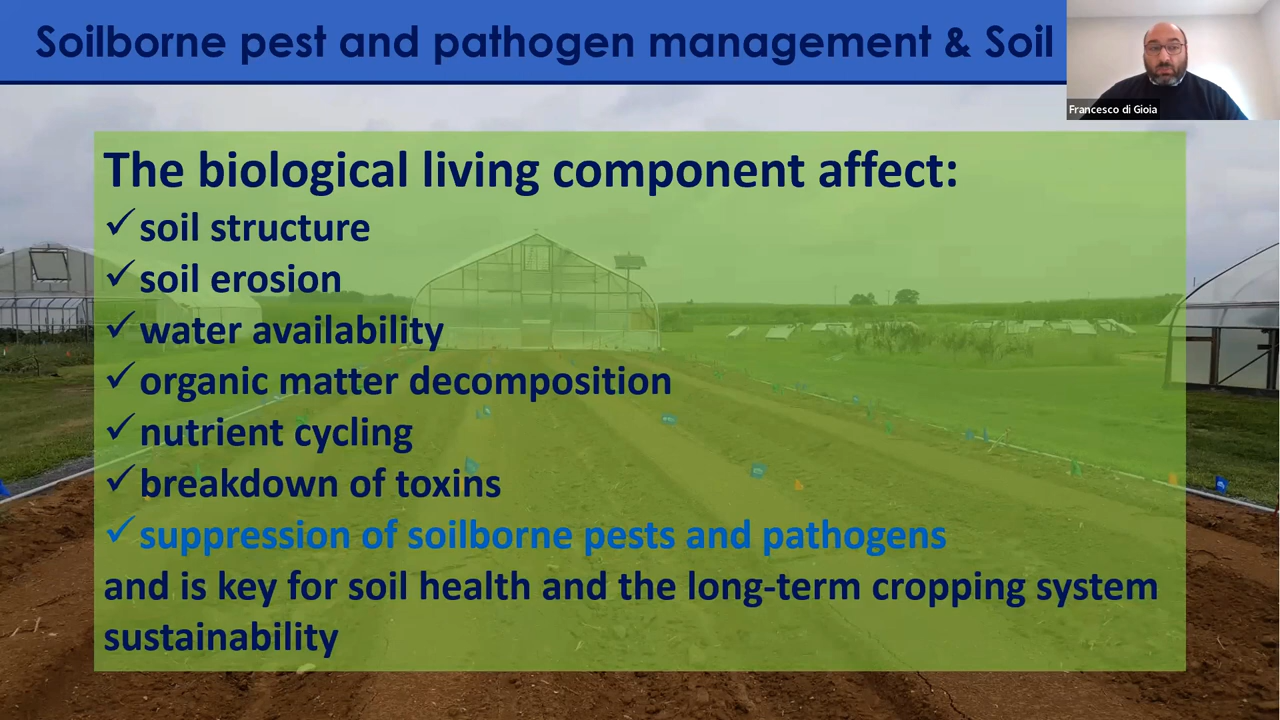 Soilborne pest and pathogen management & Soil
Francesco di Gioia
The biological living component affect:
✓soil structure
✓soil erosion
✓water availability
✓organic matter decomposition
✓nutrient cycling
✓breakdown of toxins
✓suppression of soilborne pests and pathogens
and is key for soil health and the long-term cropping system
sustainability